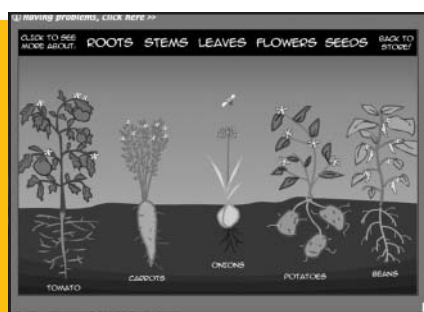 Having problems, click here >>
CLICK TO SEE
MORE ABOUT:
ROOTS STEMS LEAVES FLOWERS SEEDS
BACK TO
STORE!
TOMATO
CARROTS
ONIONS
POTATOES
BEANS